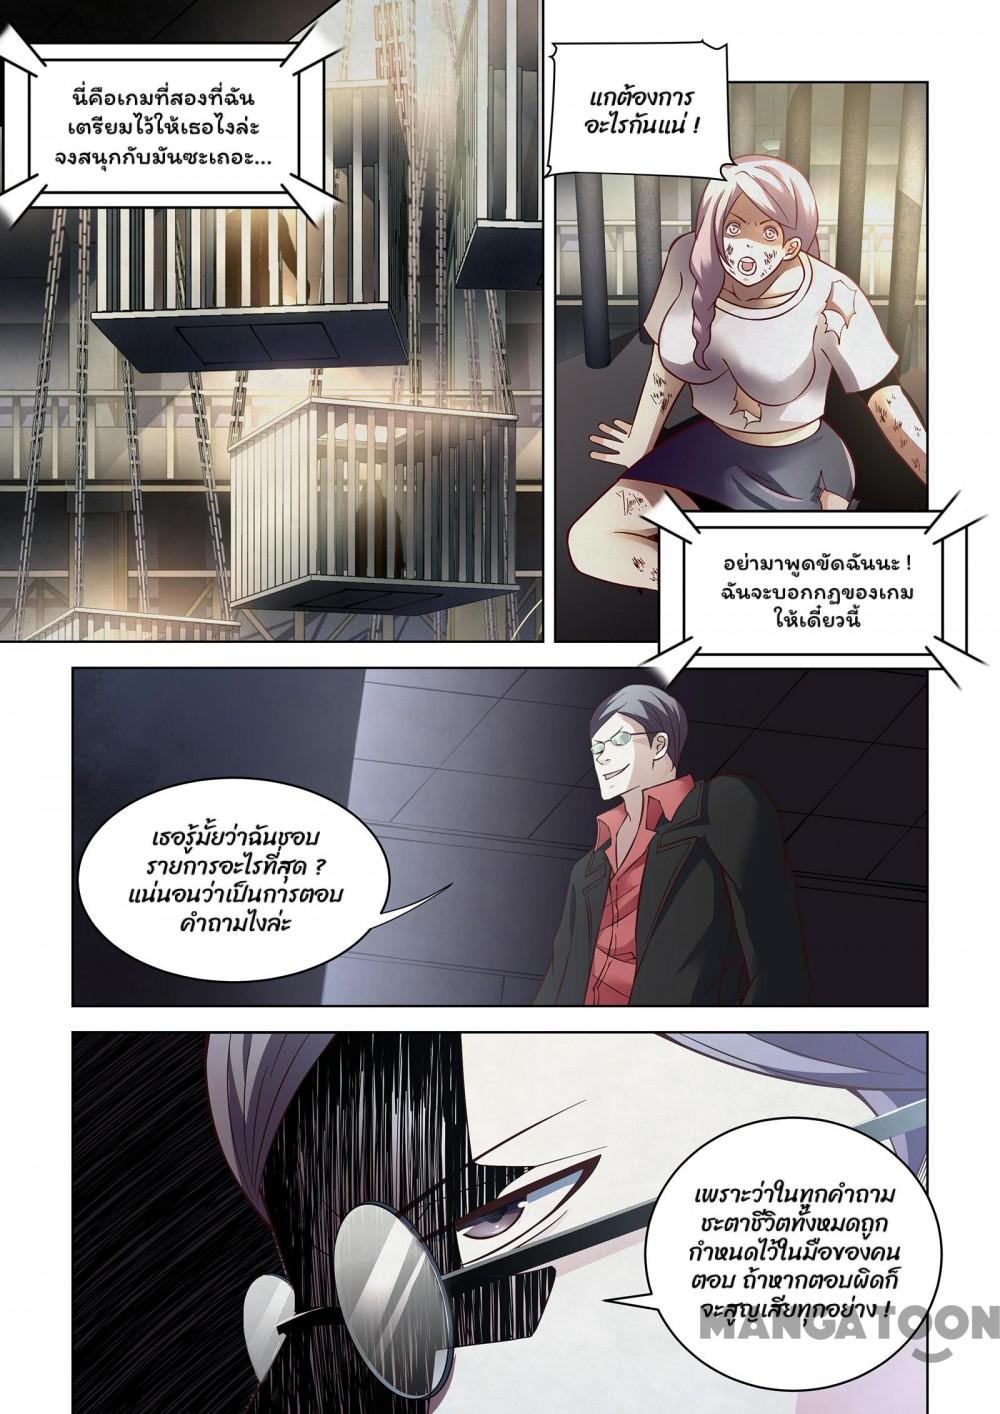 นี่คือเกมที่สองที่ฉัน
เตรียมไว้ให้เธอไงล่ะ
จงสนุกกับมันซะเถอะ...
แกต้องการ
อะไรกันแน่ !
อย่ามาพูดขัดฉันนะ !
ฉันจะบอกกฎของเกม
ให้เดี๋ยวนี้
เธอรู้มั้ยว่าฉันชอบ
รายการอะไรที่สุด ?
แน่นอนว่าเป็นการตอบ
คำถามไงล่ะ
เพราะว่าในทุกคำถาม
ชะตาชีวิตทั้งหมดถูก
กำหนดไว้ในมือของคน
ตอบ ถ้าหากตอบผิดก็
จะสูญเสียทุกอย่าง !
MANGATOON